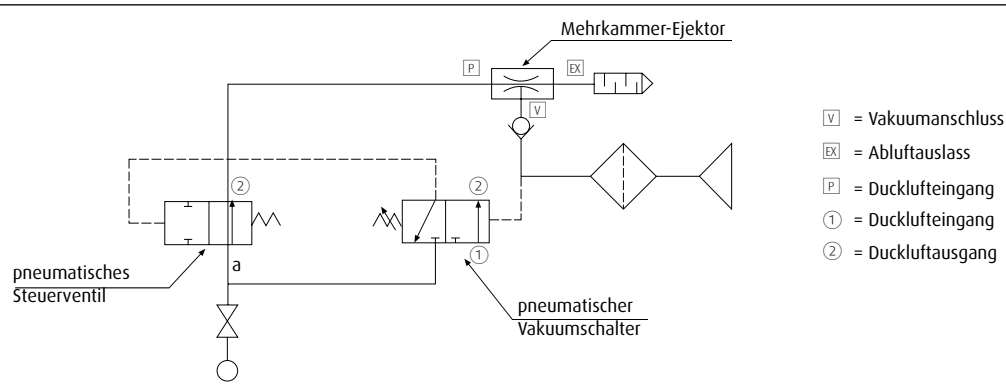 Mehrkammer-Ejektor
P
EX
V
V = Vakuumanschluss
EX = Abluftauslass
P = Ducklufteingang
1 = Ducklufteingang
2 = Duckluftausgang
2
2
1
a
pneumatisches
Steuerventil
pneumatischer
Vakuumschalter